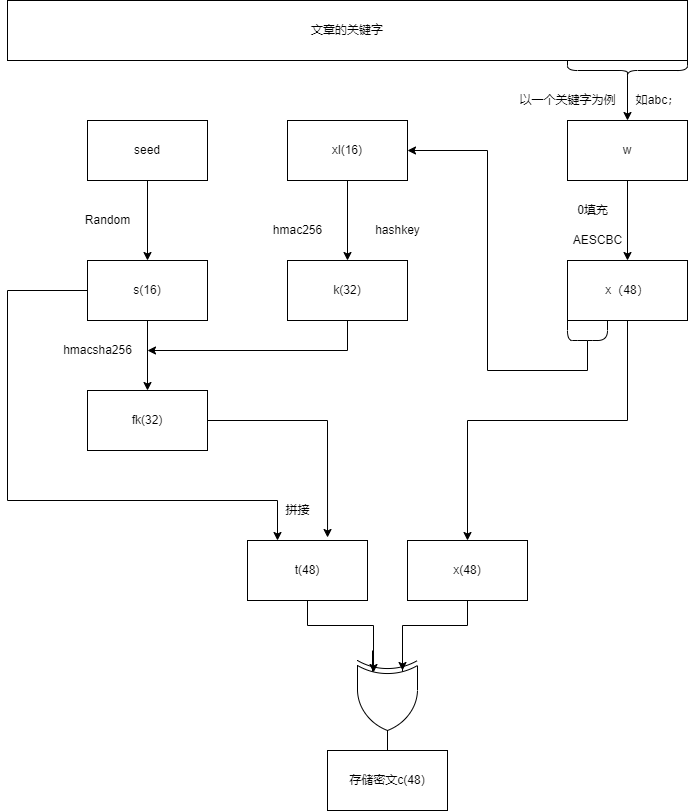 文章的关键字
以一个关键字为例
如abc;
seed
xl(16)
w
Random
hmac256
hashkey
0填充
AESCBC
s(16)
k(32)
x（48）
hmacsha256
fk(32)
拼接
t(48)
x(48)
存储密文c(48)